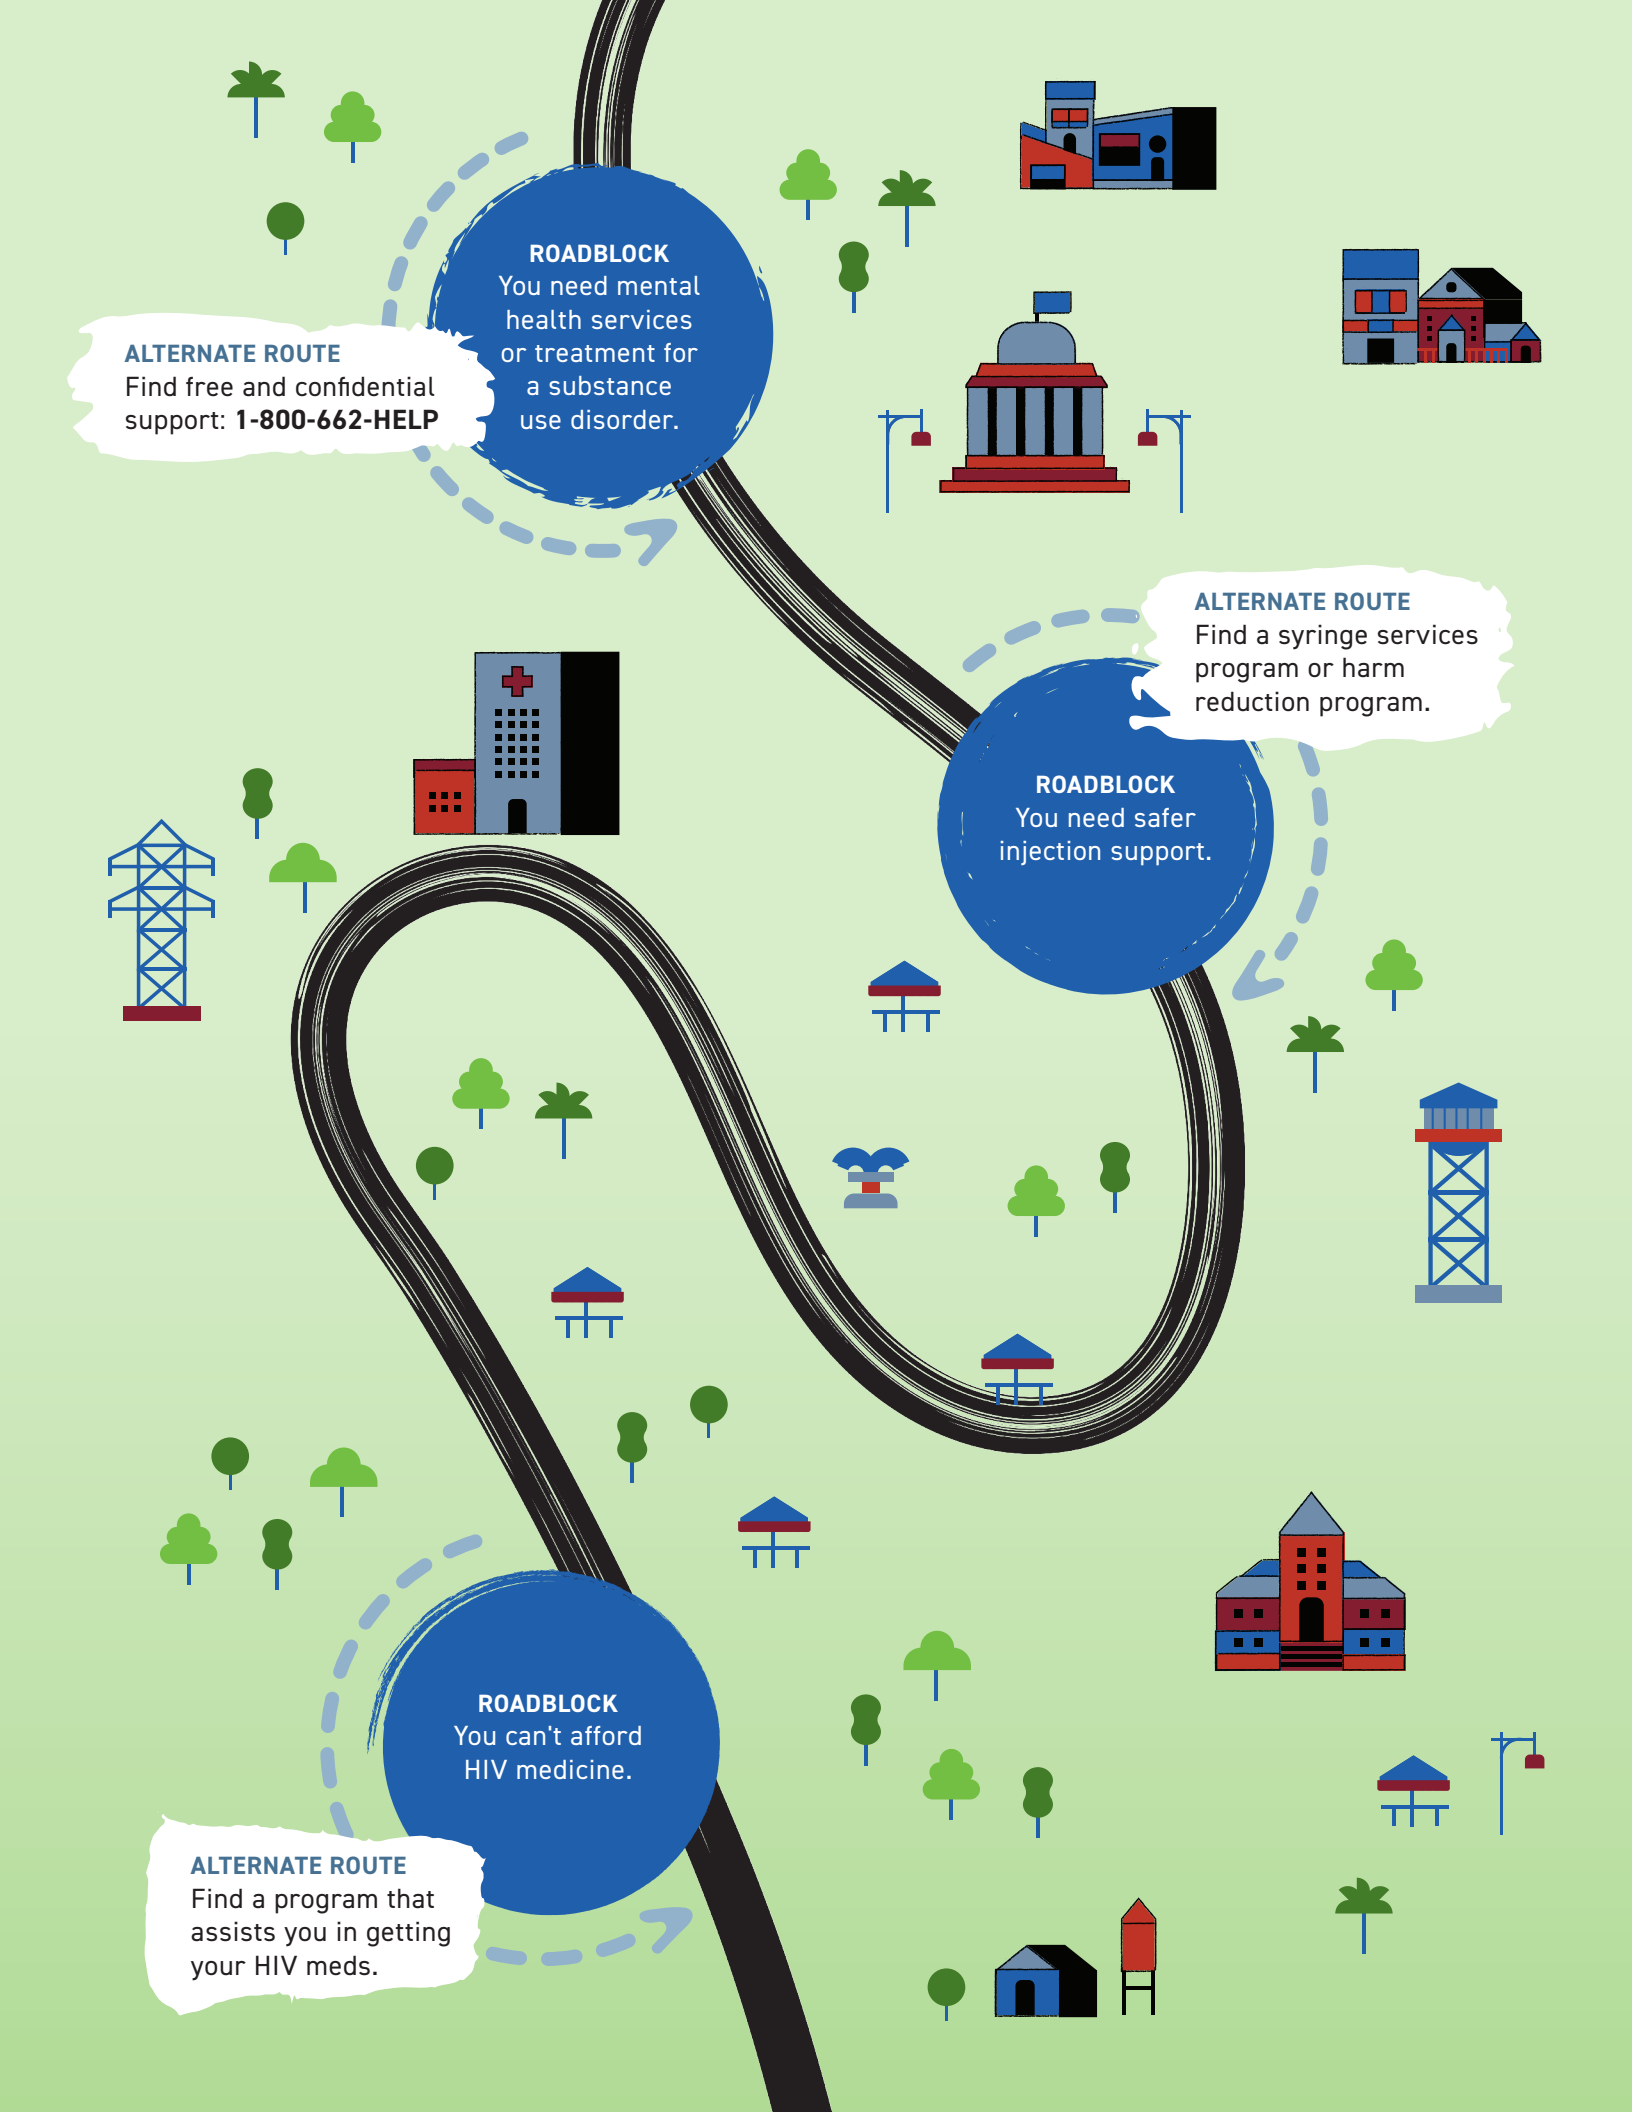 ROADBLOCK
You need mental
health services
or treatment for
a substance
use disorder.
ALTERNATE ROUTE
Find free and confidential
support: 1-800-662-HELP
ALTERNATE ROUTE
Find a syringe services
program or harm
reduction program.
ROADBLOCK
You need safer
injection support.
ROADBLOCK
You can't afford
HIV medicine.
ALTERNATE ROUTE
Find a program that
assists you in getting
your HIV meds.